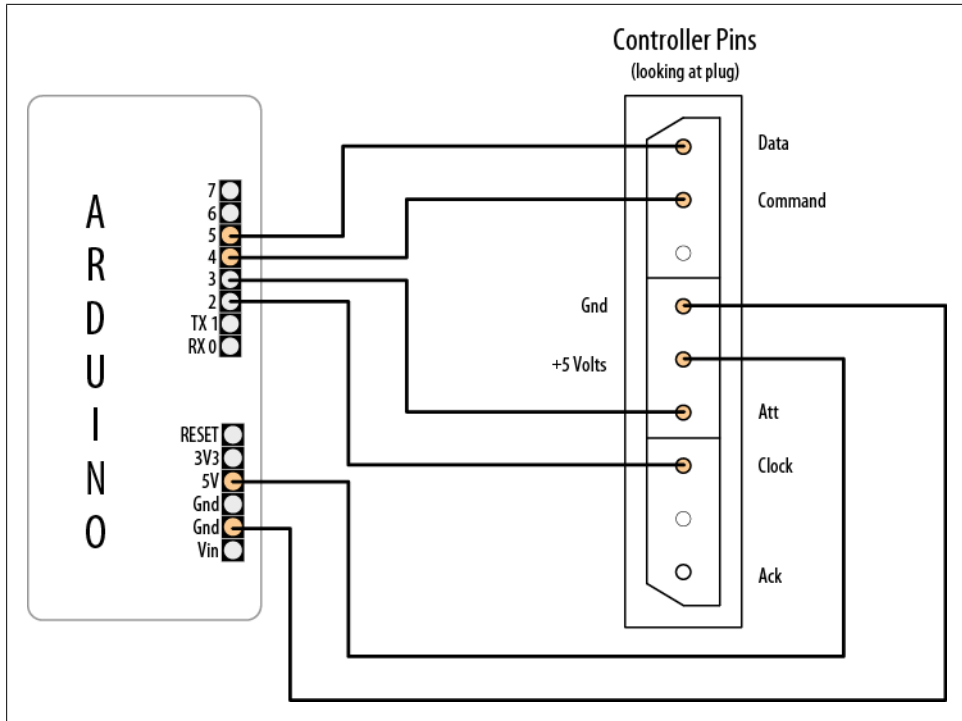 Controller Pins
(looking at plug)
ARDUINO
7
6
5
4
3
2
TX 1
RX 0
RESET
3V3
5V
Gnd
Gnd
Vin
Data
Command
Gnd
+5 Volts
Att
Clock
Ack